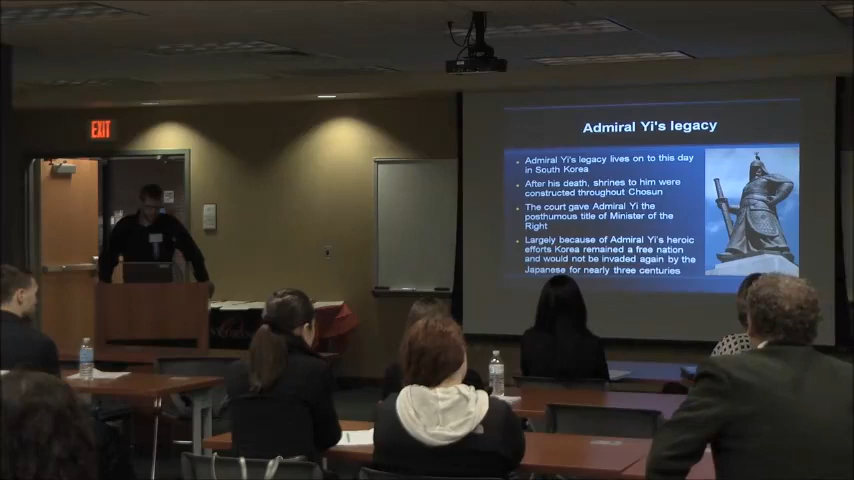 EXIT
Admiral Yi's legacy
Admiral Yi's legacy lives on to this day
in South Korea
After his death, shrines to him were
constructed throughout Chosun
The court gave Admiral Yi the
posthumous title of Minister of the
Right
Largely because of Admiral Yi's heroic
efforts Korea remained a free nation
and would not be invaded again by the
Japanese for nearly three centuries